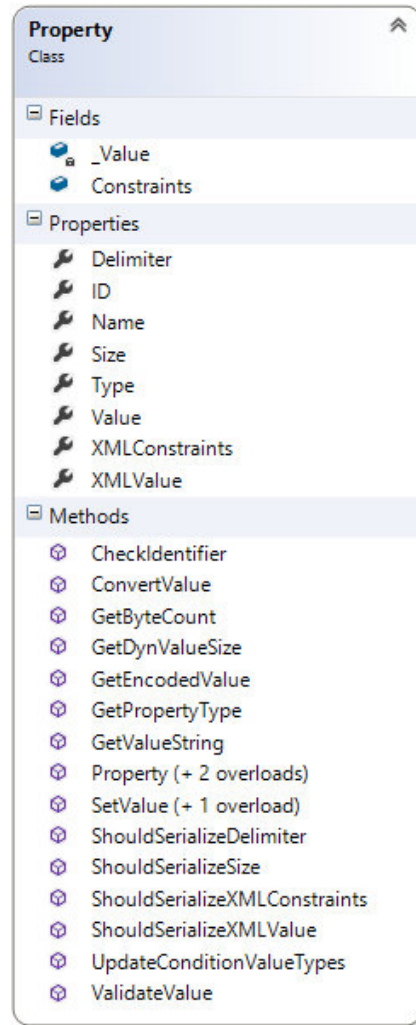 Property
Class
Fields
_Value
Constraints
Properties
Delimiter
ID
Name
Size
Type
Value
XMLConstraints
XMLValue
Methods
CheckIdentifier
ConvertValue
GetByteCount
GetDynValueSize
GetEncodedValue
GetPropertyType
GetValueString
Property (+ 2 overloads)
SetValue (+ 1 overload)
ShouldSerializeDelimiter
ShouldSerializeSize
ShouldSerializeXMLConstraints
ShouldSerializeXMLValue
UpdateConditionValueTypes
ValidateValue